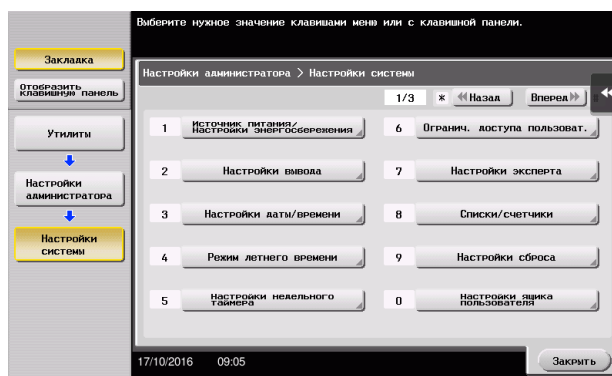 Выберите нужное значение клавишами меню или с клавишной панели.
Закладка
Отобразить
клавишную панель
Утилиты
Настройки
администратора
Настройки
системы
Настройки администратора > Настройки системы
1/3 * Назад Вперед
1 Источник питания/
Настройки энергосбережения
6 Огранич. доступа пользоват.
2 Настройки вывода
7 Настройки эксперта
3 Настройки даты/времени
8 Списки/счетчики
4 Режим летнего времени
9 Настройки сброса
5 Настройки недельного
таймера
0 Настройки ящика
пользователя
17/10/2016 09:05
Закрыть